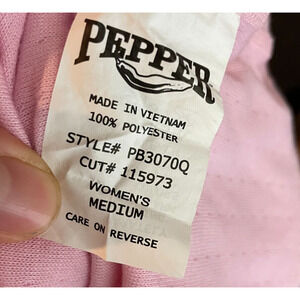 PEPPER
MADE IN VIETNAM
100% POLYESTER
STYLE# PB3070Q
CUT# 115973
WOMEN'S
MEDIUM
CARE ON REVERSE